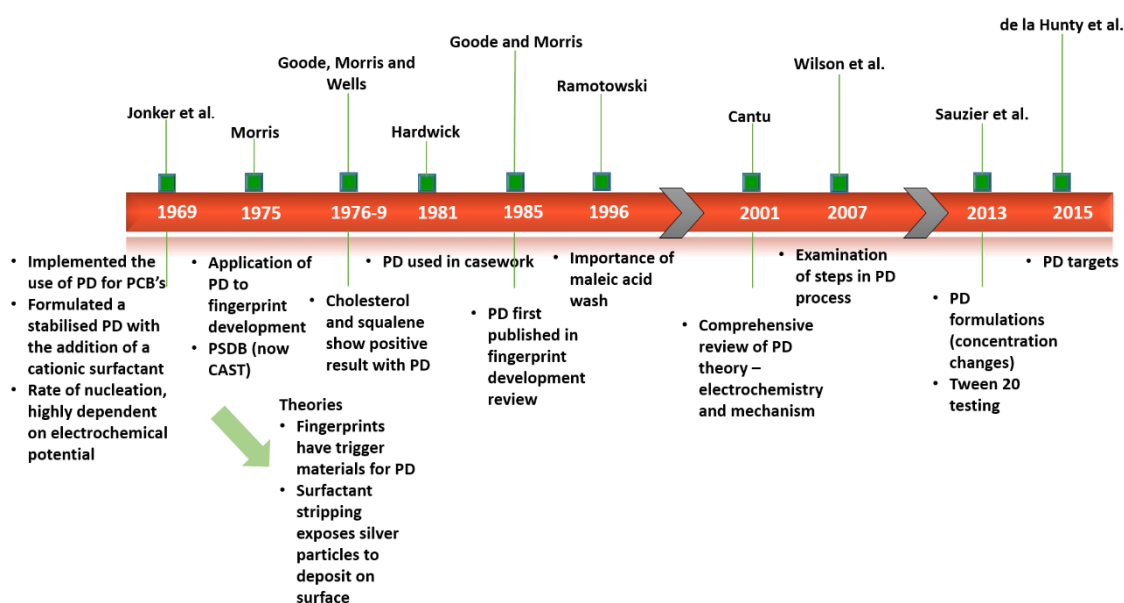 de la Hunty et al.
Goode and Morris
Goode, Morris and
Wells
Wilson et al.
Ramotowski
Jonker et al.
Morris
Hardwick
Cantu
Sauzier et al.
1969
1975
1976-9
1981
1985
1996
2001
2007
2013
2015
• Implemented the
use of PD for PCB's
• Formulated a
stabilised PD with
the addition of a
cationic surfactant
• Rate of nucleation,
highly dependent
on electrochemical
potential
• Application of
PD to
fingerprint
development
• PSDB (now
CAST)
• Cholesterol
and squalene
show positive
result with PD
Theories
• Fingerprints
have trigger
materials for PD
• Surfactant
stripping
exposes silver
particles to
deposit on
surface
• PD used in casework
• PD first
published in
fingerprint
development
review
• Importance of
maleic acid
wash
• Comprehensive
review of PD
theory –
electrochemistry
and mechanism
• Examination
of steps in PD
process
• PD
formulations
(concentration
changes)
• Tween 20
testing
• PD targets